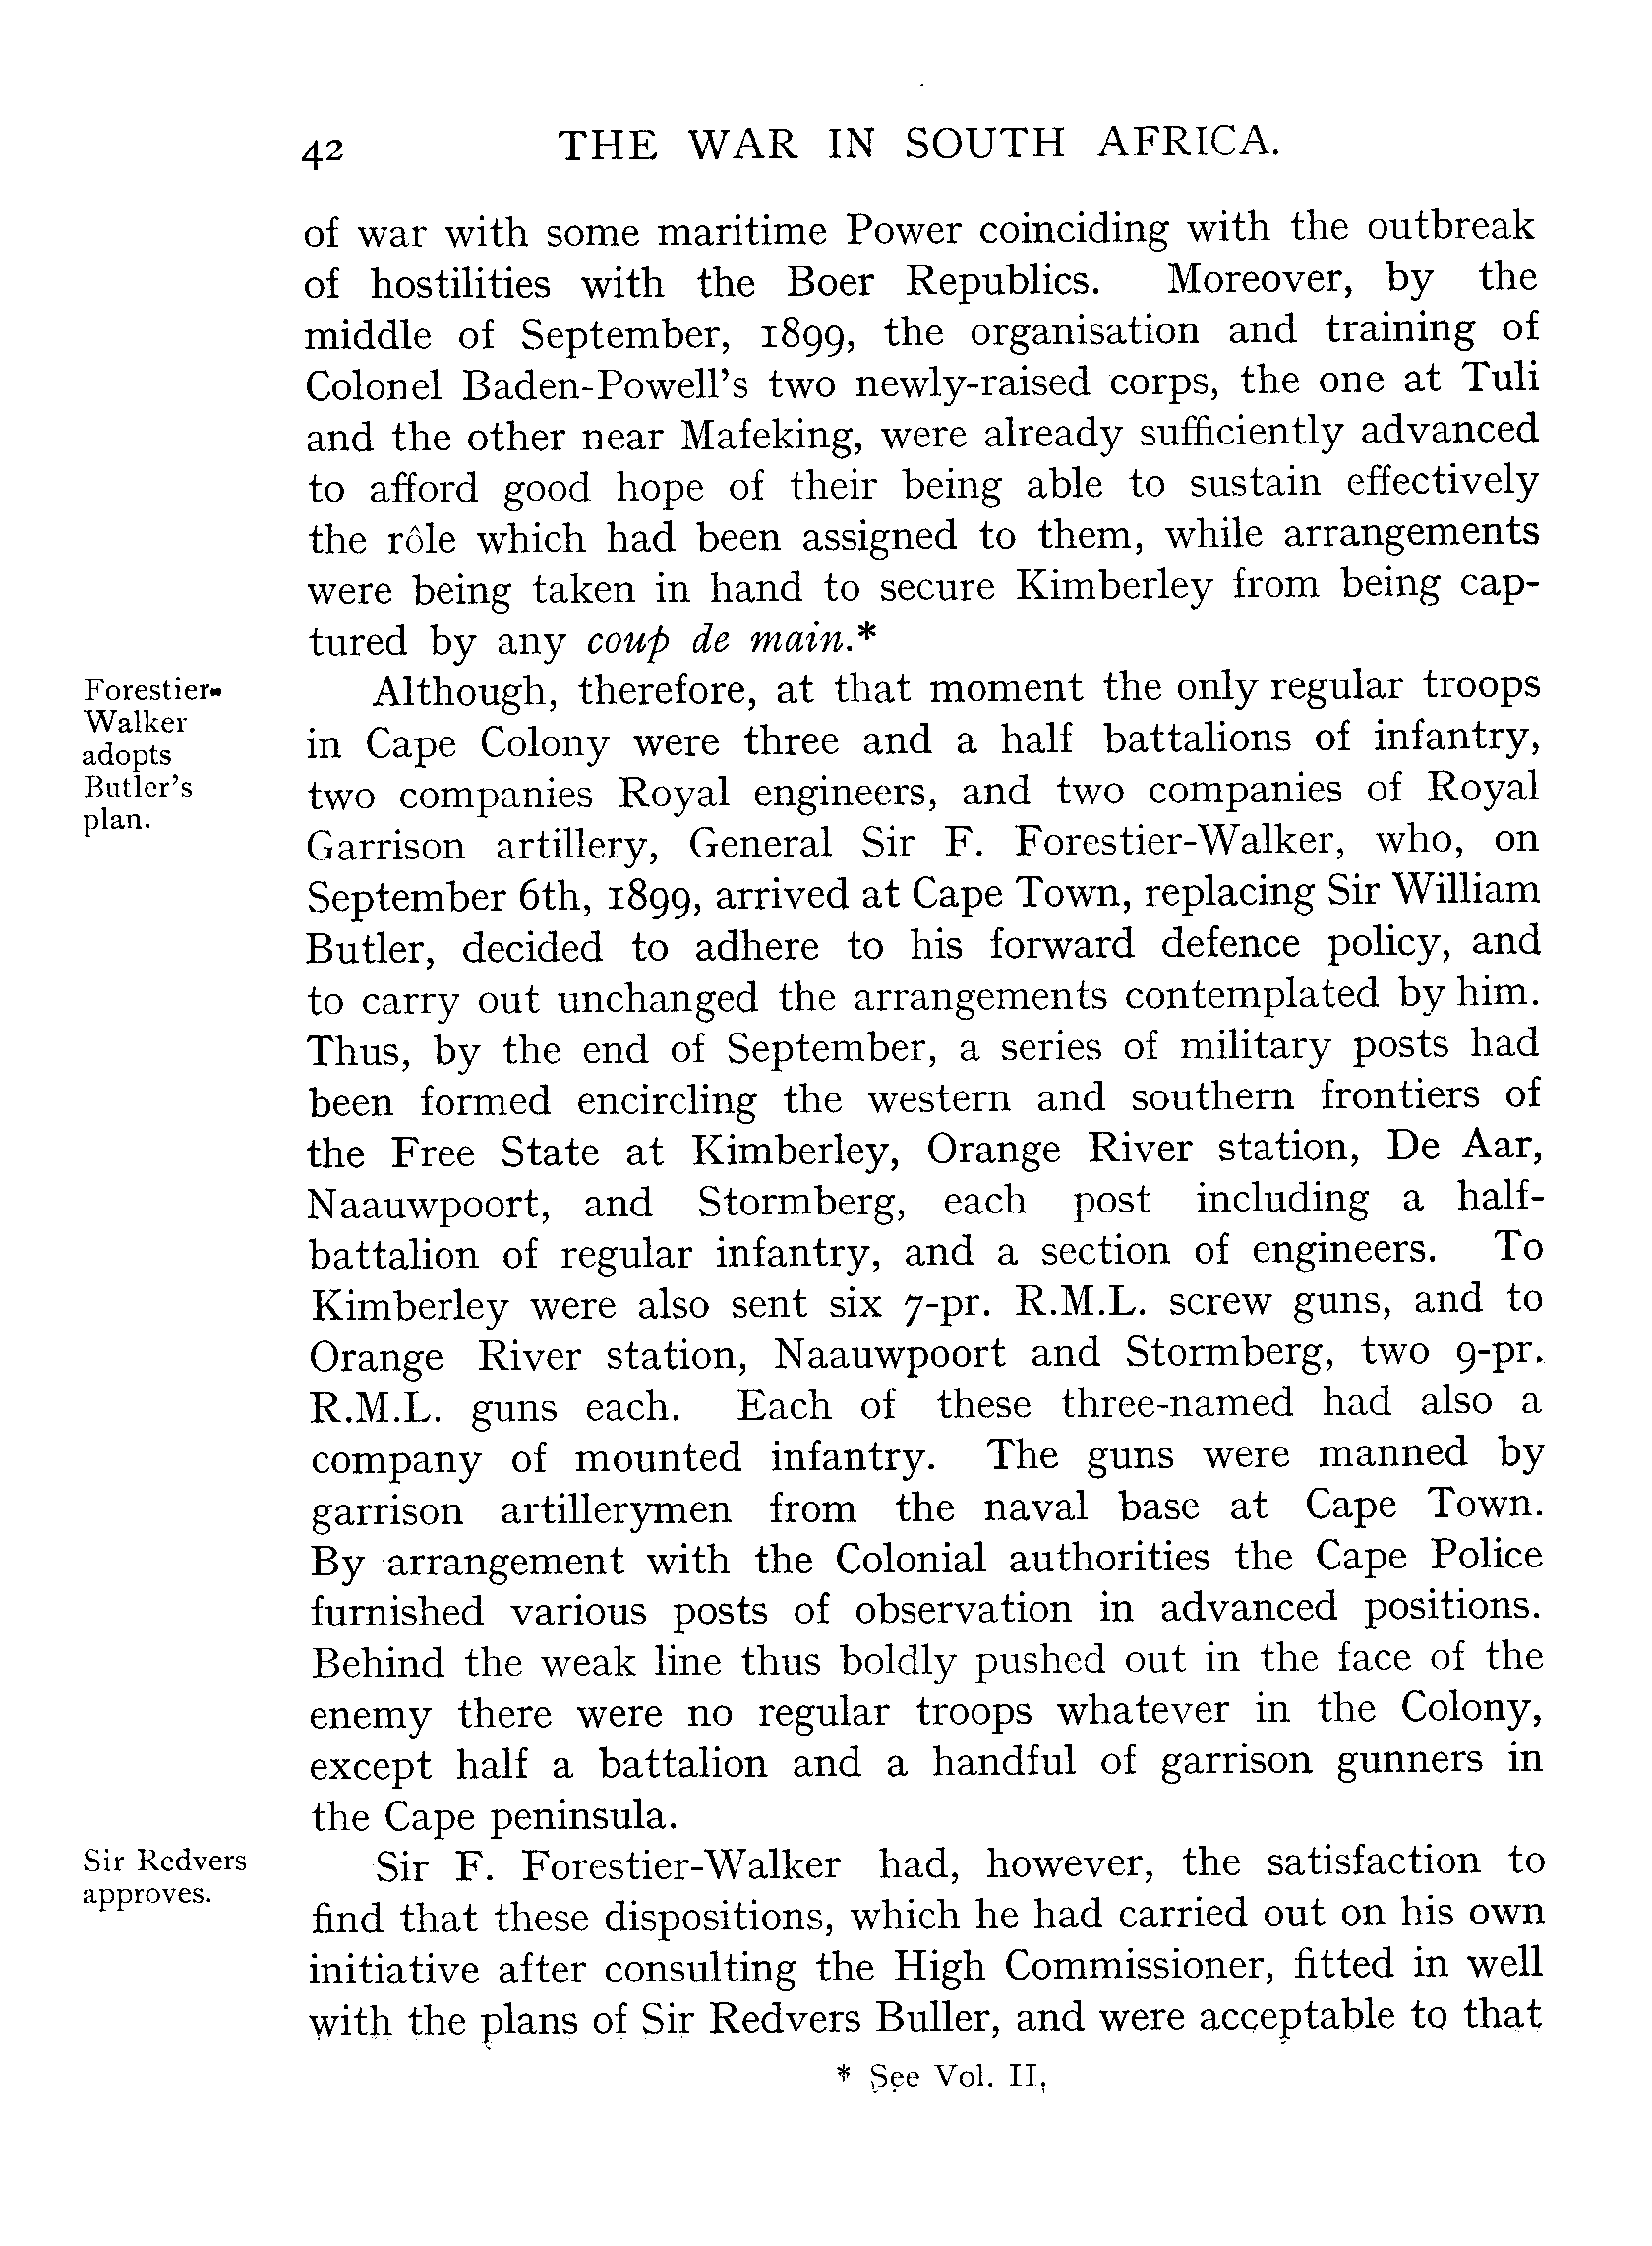 42 THE WAR IN SOUTH AFRICA.
of war with some maritime Power coinciding with the outbreak
of hostilities with the Boer Republics. Moreover, by the
middle of September, 1899, the organisation and training of
Colonel Baden-Powell's two newly-raised corps, the one at Tuli
and the other near Mafeking, were already sufficiently advanced
to afford good hope of their being able to sustain effectively
the rôle which had been assigned to them, while arrangements
were being taken in hand to secure Kimberley from being cap-
tured by any coup de main.*
Forestier-
Walker
adopts
Butler's
plan.
Although, therefore, at that moment the only regular troops
in Cape Colony were three and a half battalions of infantry,
two companies Royal engineers, and two companies of Royal
Garrison artillery, General Sir F. Forestier-Walker, who, on
September 6th, 1899, arrived at Cape Town, replacing Sir William
Butler, decided to adhere to his forward defence policy, and
to carry out unchanged the arrangements contemplated by him.
Thus, by the end of September, a series of military posts had
been formed encircling the western and southern frontiers of
the Free State at Kimberley, Orange River station, De Aar,
Naauwpoort, and Stormberg, each post including a half-
battalion of regular infantry, and a section of engineers. To
Kimberley were also sent six 7-pr. R.M.L. screw guns, and to
Orange River station, Naauwpoort and Stormberg, two 9-pr.
R.M.L. guns each. Each of these three-named had also a
company of mounted infantry. The guns were manned by
garrison artillerymen from the naval base at Cape Town.
By arrangement with the Colonial authorities the Cape Police
furnished various posts of observation in advanced positions.
Behind the weak line thus boldly pushed out in the face of the
enemy there were no regular troops whatever in the Colony,
except half a battalion and a handful of garrison gunners in
the Cape peninsula.
Sir Redvers
approves.
Sir F. Forestier-Walker had, however, the satisfaction to
find that these dispositions, which he had carried out on his own
initiative after consulting the High Commissioner, fitted in well
with the plans of Sir Redvers Buller, and were acceptable to that
* See Vol. II.